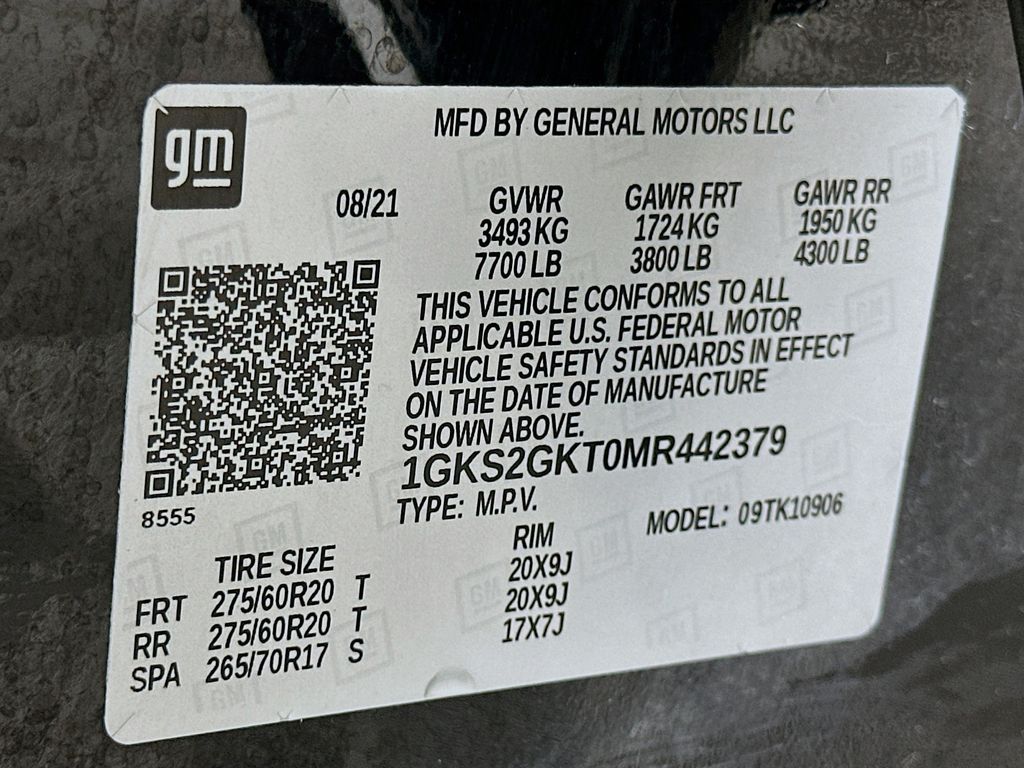 gm
MFD BY GENERAL MOTORS LLC
08/21 GVWR GAWR FRT GAWR RR
3493 KG 1724 KG 1950 KG
7700 LB 3800 LB 4300 LB
THIS VEHICLE CONFORMS TO ALL
APPLICABLE U.S. FEDERAL MOTOR
VEHICLE SAFETY STANDARDS IN EFFECT
ON THE DATE OF MANUFACTURE
SHOWN ABOVE.
1GKS2GKT0MR442379
TYPE: M.P.V. MODEL: 09TK10906
8555
TIRE SIZE RIM
FRT 275/60R20 T 20X9J
RR 275/60R20 T 20X9J
SPA 265/70R17 S 17X7J